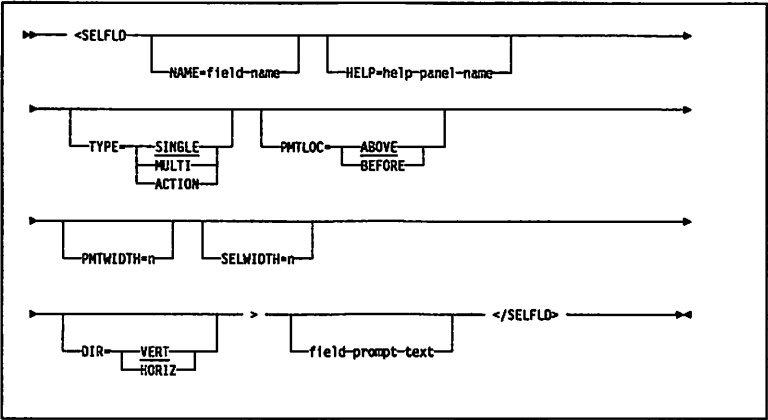 <SELFLD
NAME=field-name
HELP=help-panel-name
TYPE=
SINGLE
MULTI
ACTION
PMTLOC=
ABOVE
BEFORE
PMTWIDTH=n
SELWIDTH=n
DIR=
VERT
HORIZ
>
field-prompt-text
</SELFLD>